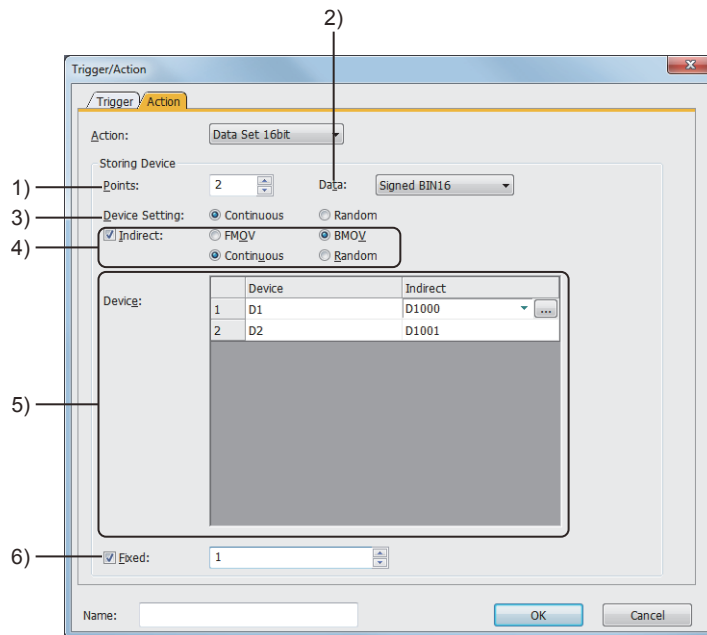 2)
Trigger/Action
Trigger Action
Action: Data Set 16bit
Storing Device
1) Points: 2 Data: Signed BIN16
3) Device Setting: Continuous Random
4) Indirect: FMOV BMOV
Continuous Random
5) Device:
Device Indirect
1 D1 D1000 ...
2 D2 D1001
6) Fixed: 1
Name: OK Cancel